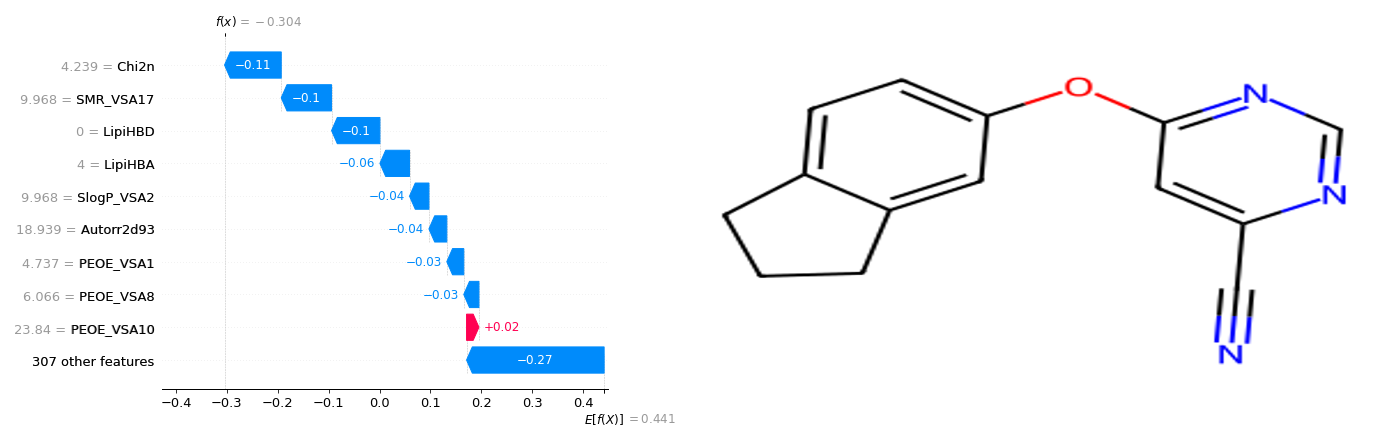 f(x) = −0.304
4.239 = Chi2n
−0.11
9.968 = SMR_VSA17
−0.1
0 = LipiHBD
−0.1
4 = LipiHBA
−0.06
9.968 = SlogP_VSA2
−0.04
18.939 = Autorr2d93
−0.04
4.737 = PEOE_VSA1
−0.03
6.066 = PEOE_VSA8
−0.03
23.84 = PEOE_VSA10
+0.02
307 other features
−0.27
−0.4 −0.3 −0.2 −0.1 0.0 0.1 0.2 0.3 0.4
E[f(X)] = 0.441
O
N
N
N